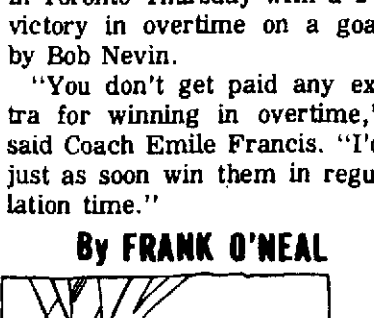 in Toronto Thursday with a 2
victory in overtime on a goa
by Bob Nevin.
"You don't get paid any ex
tra for winning in overtime,"
said Coach Emile Francis. "I'd
just as soon win them in regu
lation time."
By FRANK O'NEAL